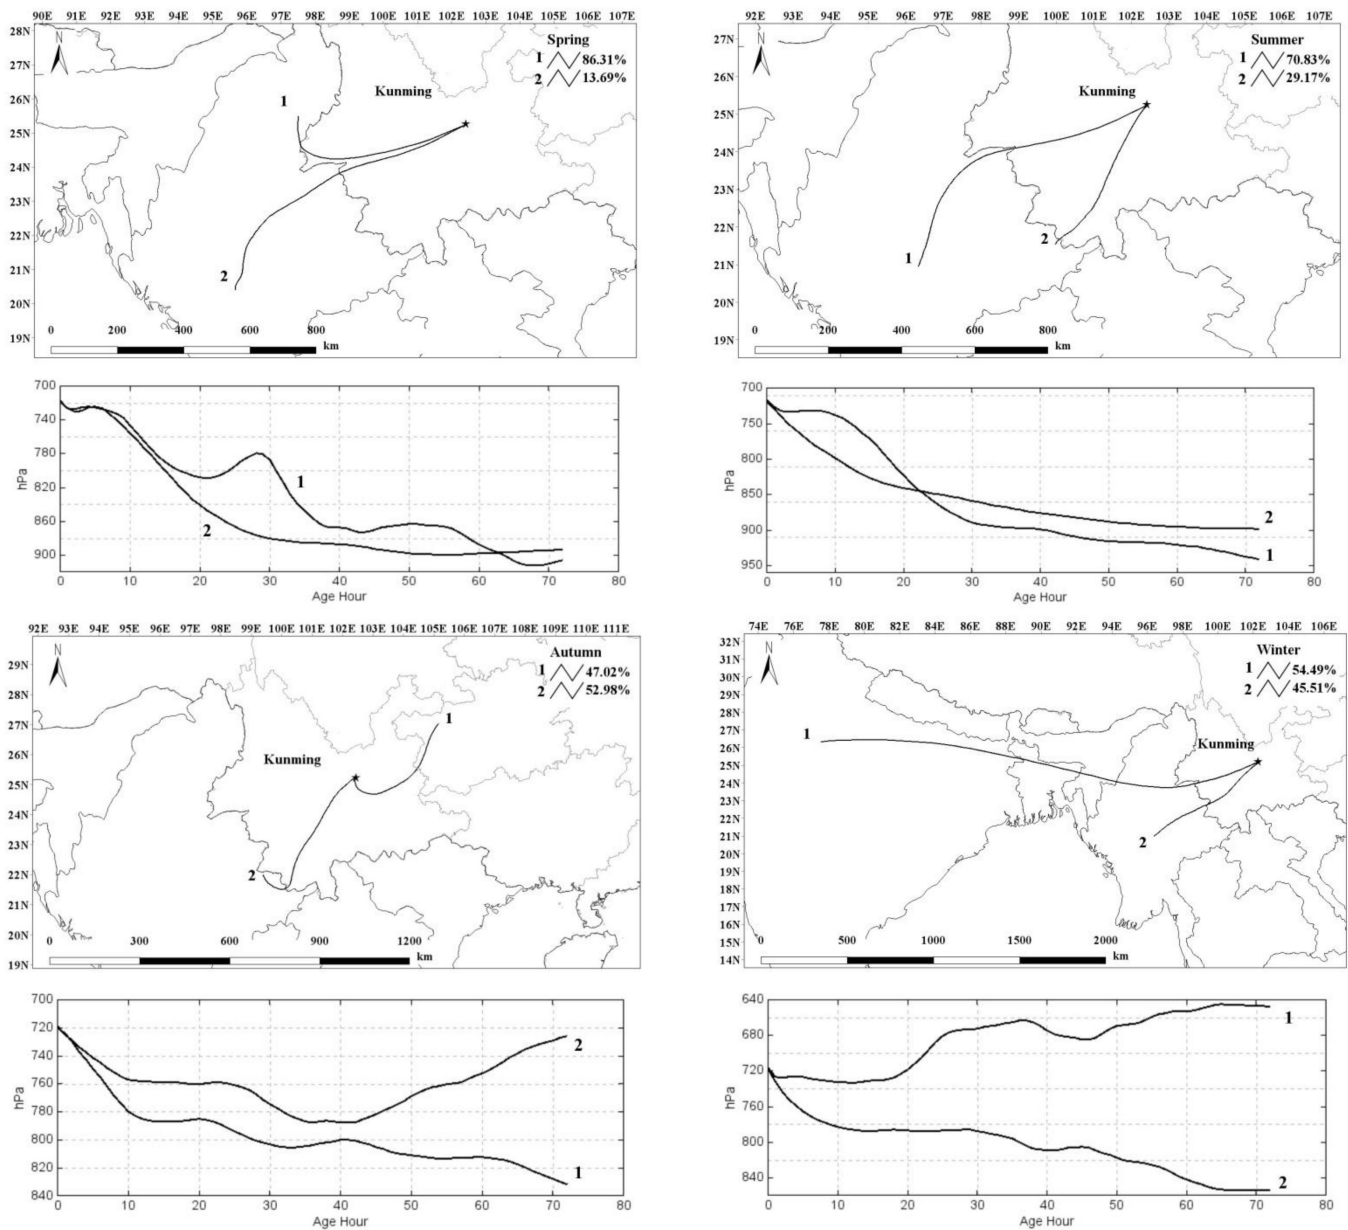 90E 91E 92E 93E 94E 95E 96E 97E 98E 99E 100E 101E 102E 103E 104E 105E 106E 107E
28N
27N
26N
25N
24N
23N
22N
21N
20N
19N
N
Spring
1 86.31%
2 13.69%
Kunming
1
2
0 200 400 600 800
km
700
740
780
820
860
900
hPa
1
2
0 10 20 30 40 50 60 70 80
Age Hour
92E 93E 94E 95E 96E 97E 98E 99E 100E 101E 102E 103E 104E 105E 106E 107E
27N
26N
25N
24N
23N
22N
21N
20N
19N
N
Summer
1 70.83%
2 29.17%
Kunming
1
2
0 200 400 600 800
km
700
750
800
850
900
950
hPa
2
1
0 10 20 30 40 50 60 70 80
Age Hour
92E 93E 94E 95E 96E 97E 98E 99E 100E 101E 102E 103E 104E 105E 106E 107E 108E 109E 110E 111E
29N
28N
27N
26N
25N
24N
23N
22N
21N
20N
19N
N
Autumn
1 47.02%
2 52.98%
Kunming
1
2
0 300 600 900 1200
km
700
720
740
760
780
800
820
840
hPa
2
1
0 10 20 30 40 50 60 70 80
Age Hour
74E 76E 78E 80E 82E 84E 86E 88E 90E 92E 94E 96E 98E 100E 102E 104E 106E
32N
31N
30N
29N
28N
27N
26N
25N
24N
23N
22N
21N
20N
19N
18N
17N
16N
15N
14N
N
Winter
1 54.49%
2 45.51%
Kunming
1
2
0 500 1000 1500 2000
km
640
680
720
760
800
840
hPa
1
2
0 10 20 30 40 50 60 70 80
Age Hour